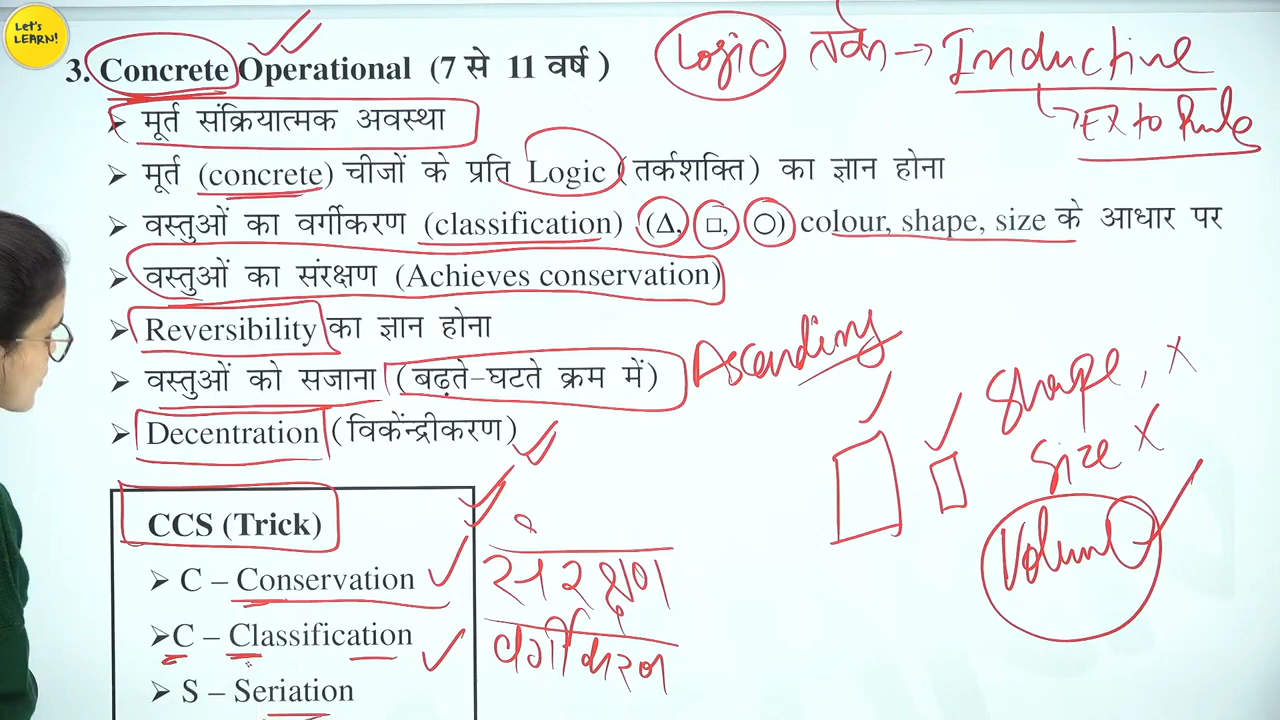 Let's
LEARN!
3. Concrete Operational (7 से 11 वर्ष)
Logic तर्क → Inductive
↳ EX to Rule
➤ मूर्त संक्रियात्मक अवस्था
➤ मूर्त (concrete) चीजों के प्रति Logic (तर्कशक्ति) का ज्ञान होना
➤ वस्तुओं का वर्गीकरण (classification) (Δ, □, ○) colour, shape, size के आधार पर
➤ वस्तुओं का संरक्षण (Achieves conservation)
➤ Reversibility का ज्ञान होना
➤ वस्तुओं को सजाना (बढ़ते-घटते क्रम में)
Ascending
➤ Decentration (विकेंद्रीकरण)
Shape, X
Size X
Volume
CCS (Trick)
➤ C – Conservation
संरक्षण
➤C – Classification
वर्गीकरण
➤ S – Seriation